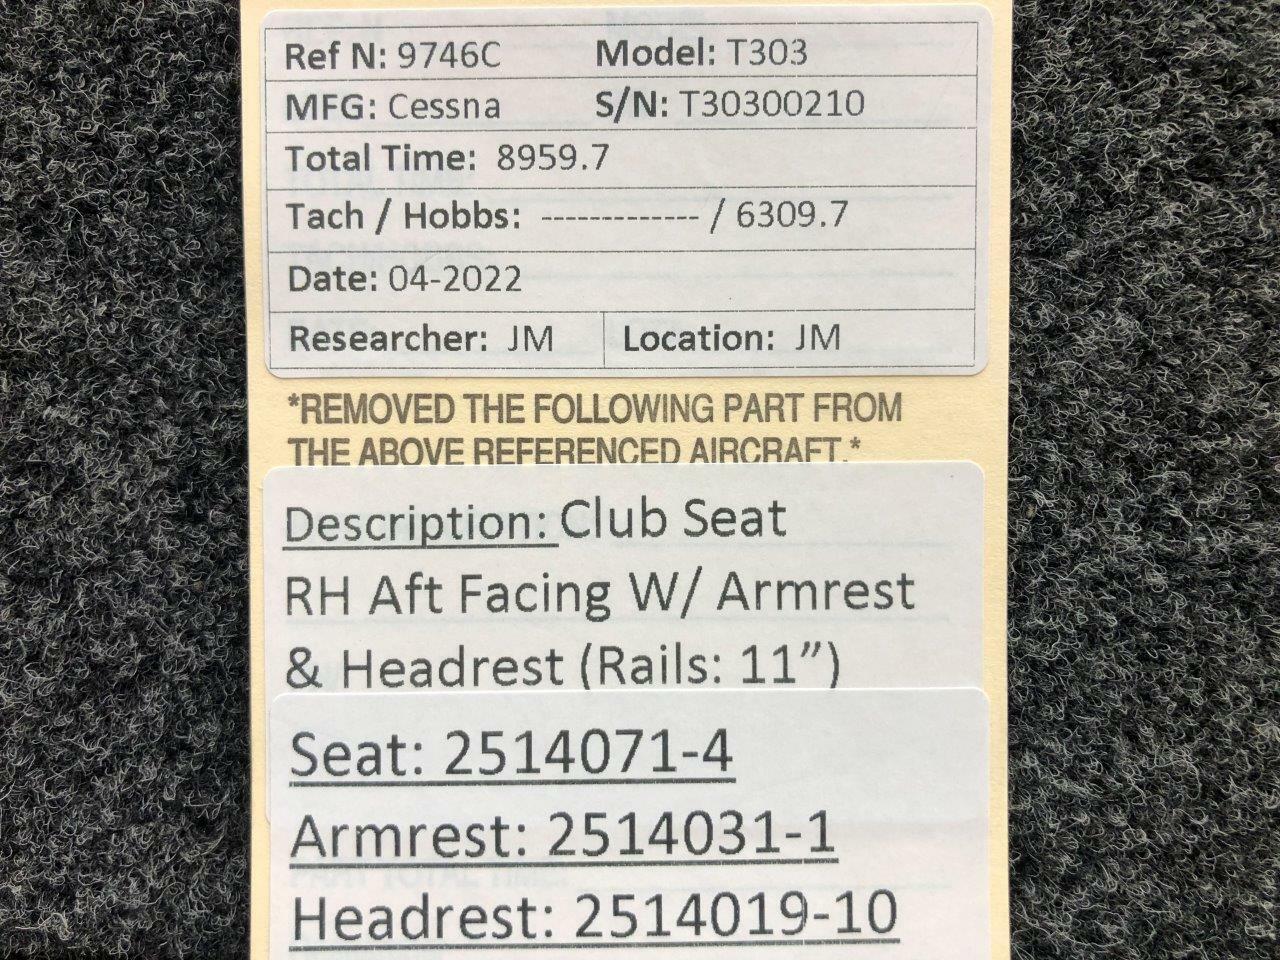 Ref N: 9746C Model: T303
MFG: Cessna S/N: T30300210
Total Time: 8959.7
Tach / Hobbs: ------------- / 6309.7
Date: 04-2022
Researcher: JM Location: JM
*REMOVED THE FOLLOWING PART FROM
THE ABOVE REFERENCED AIRCRAFT.*
Description: Club Seat
RH Aft Facing W/ Armrest
& Headrest (Rails: 11”)
Seat: 2514071-4
Armrest: 2514031-1
Headrest: 2514019-10